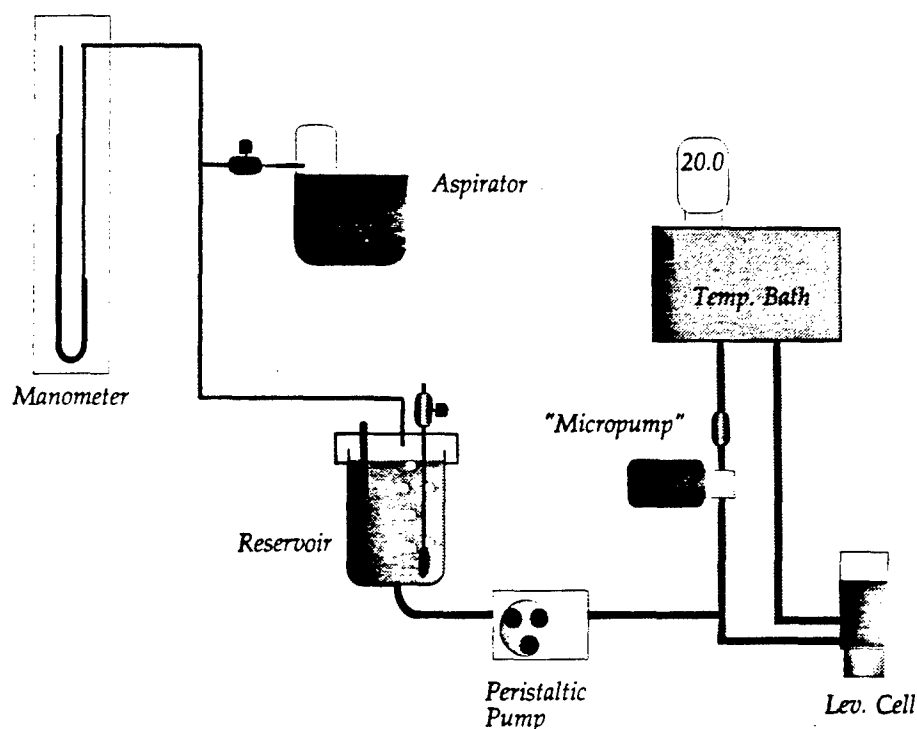 Manometer
Aspirator
20.0
Temp. Bath
"Micropump"
Reservoir
Peristaltic
Pump
Lev. Cell